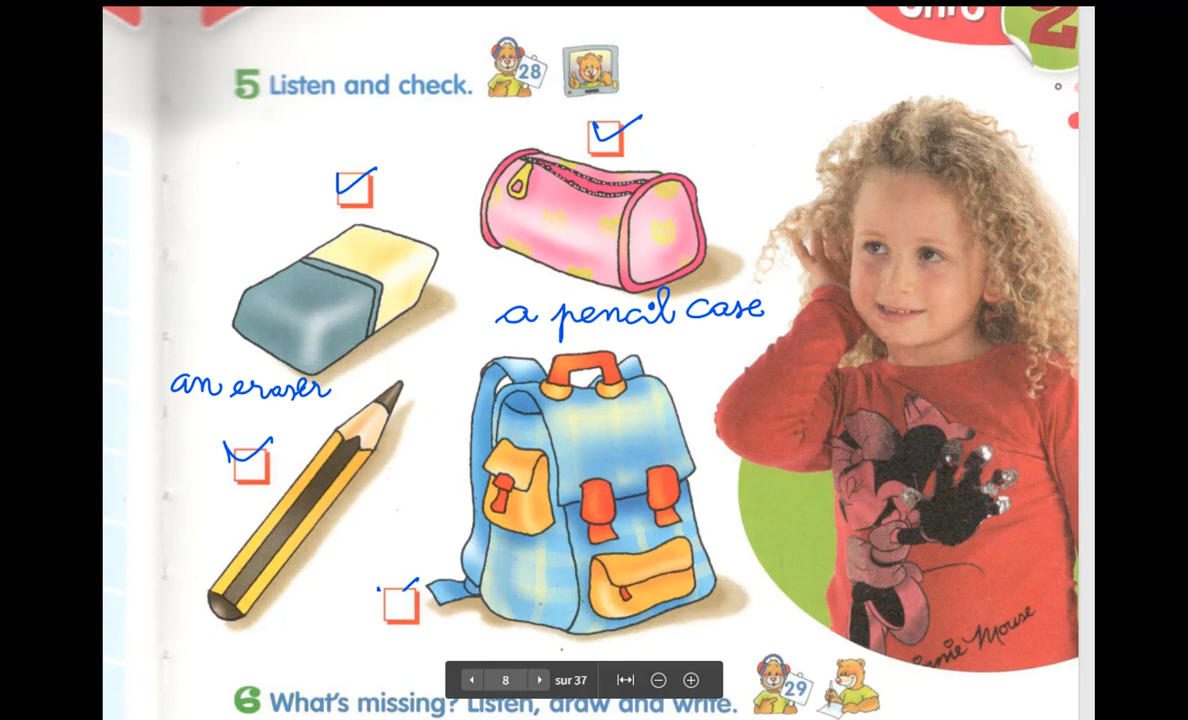 5 Listen and check.
28
a pencil case
an eraser
nnie Mouse
8 sur 37
6 What's missing? Listen, draw and write.
29